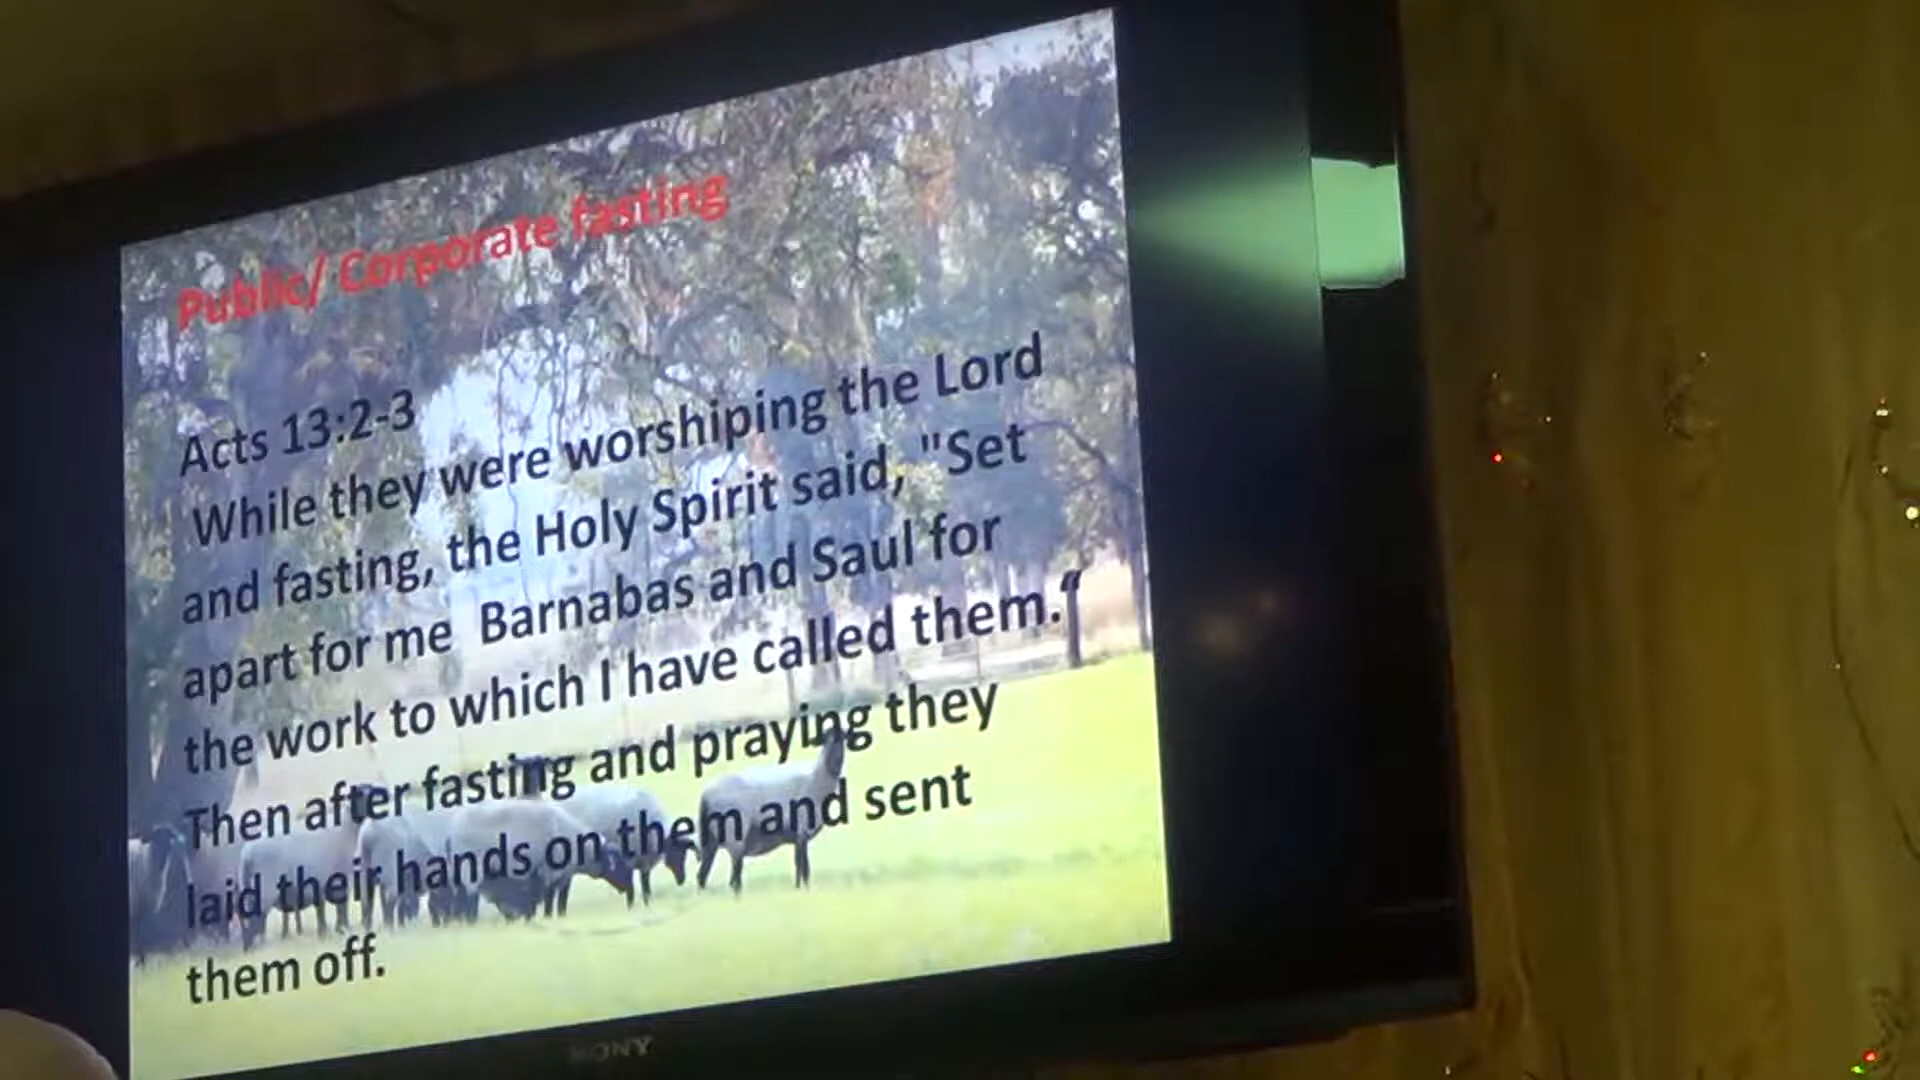 Public/ Corporate fasting
Acts 13:2-3
While they were worshiping the Lord
and fasting, the Holy Spirit said, "Set
apart for me Barnabas and Saul for
the work to which I have called them.“
Then after fasting and praying they
laid their hands on them and sent
them off.
SONY